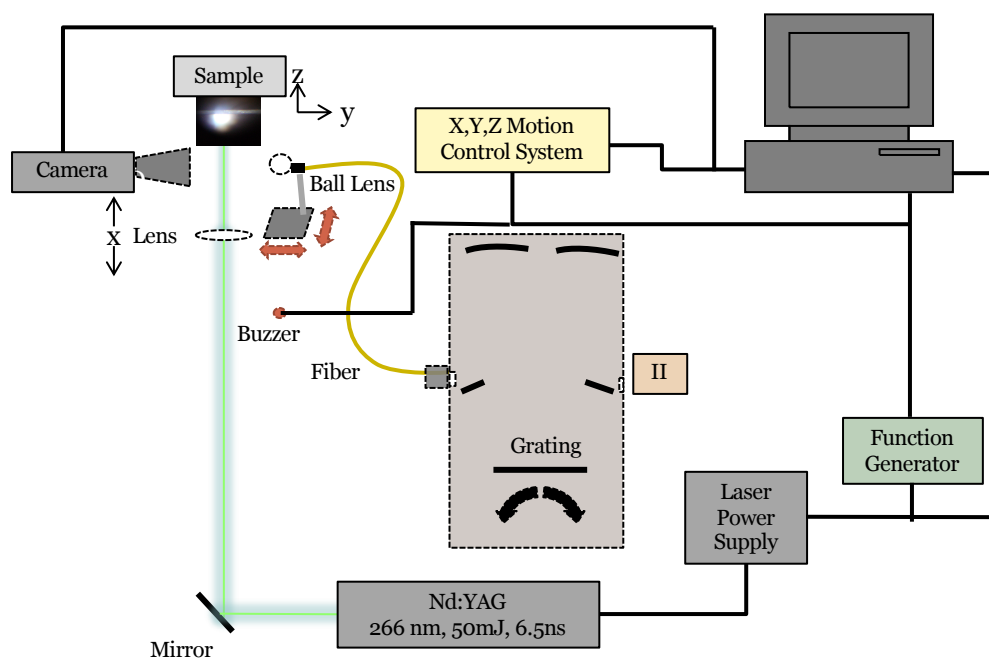 Sample
z
y
X,Y,Z Motion
Control System
Camera
Ball Lens
x
Lens
Buzzer
Fiber
II
Grating
Function
Generator
Laser
Power
Supply
Nd:YAG
266 nm, 50mJ, 6.5ns
Mirror